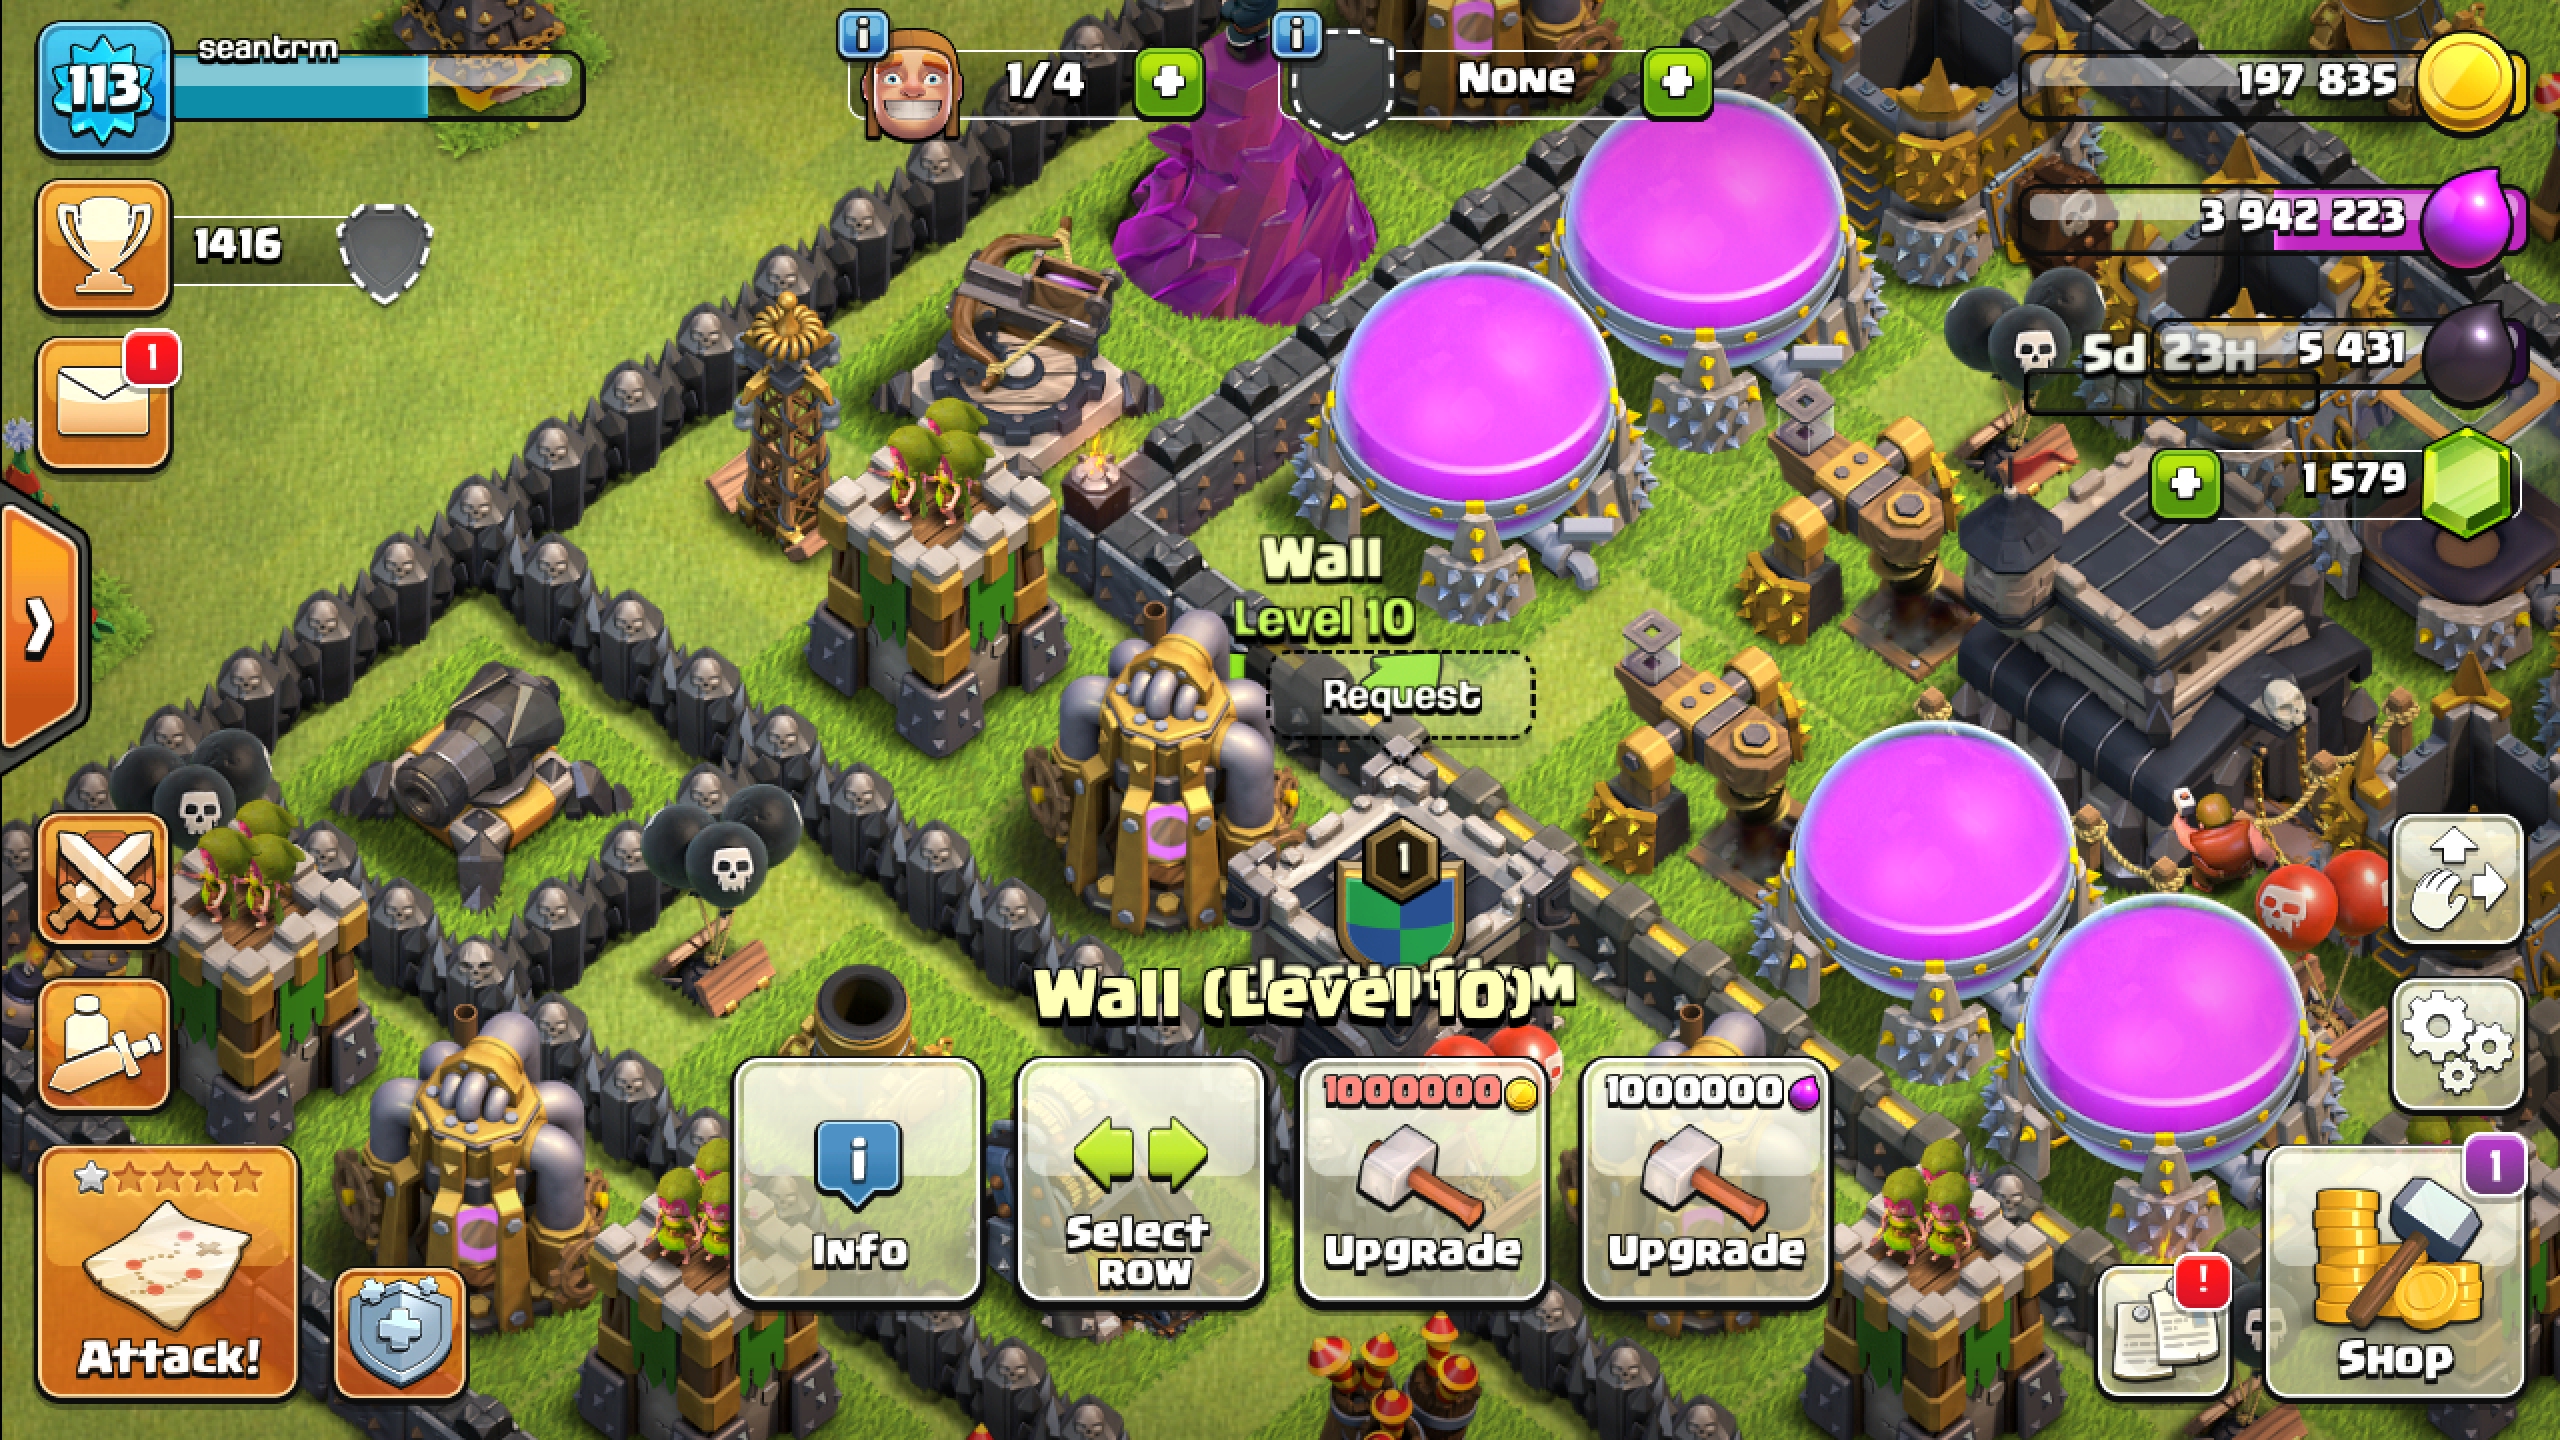 113
seantrm
1/4
None
197 835
1416
3 942 223
1
5d 23H
5 431
1 579
Wall
Level 10
Request
1
Wall (Level 10)
1000000
1000000
Info
Select
Row
Upgrade
Upgrade
Attack!
!
1
Shop